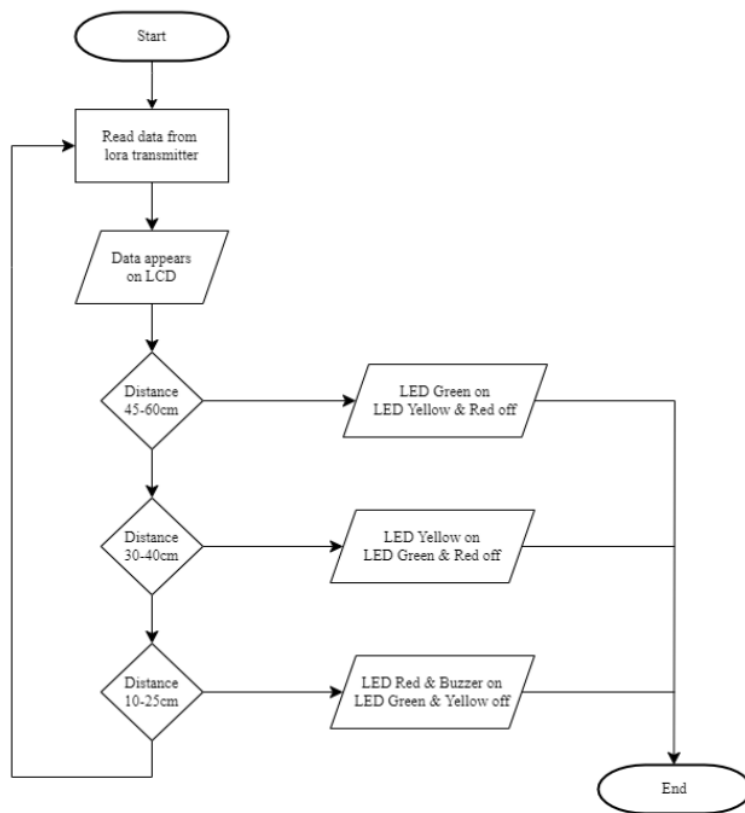 Start
Read data from
lora transmitter
Data appears
on LCD
Distance
45-60cm
LED Green on
LED Yellow & Red off
Distance
30-40cm
LED Yellow on
LED Green & Red off
Distance
10-25cm
LED Red & Buzzer on
LED Green & Yellow off
End